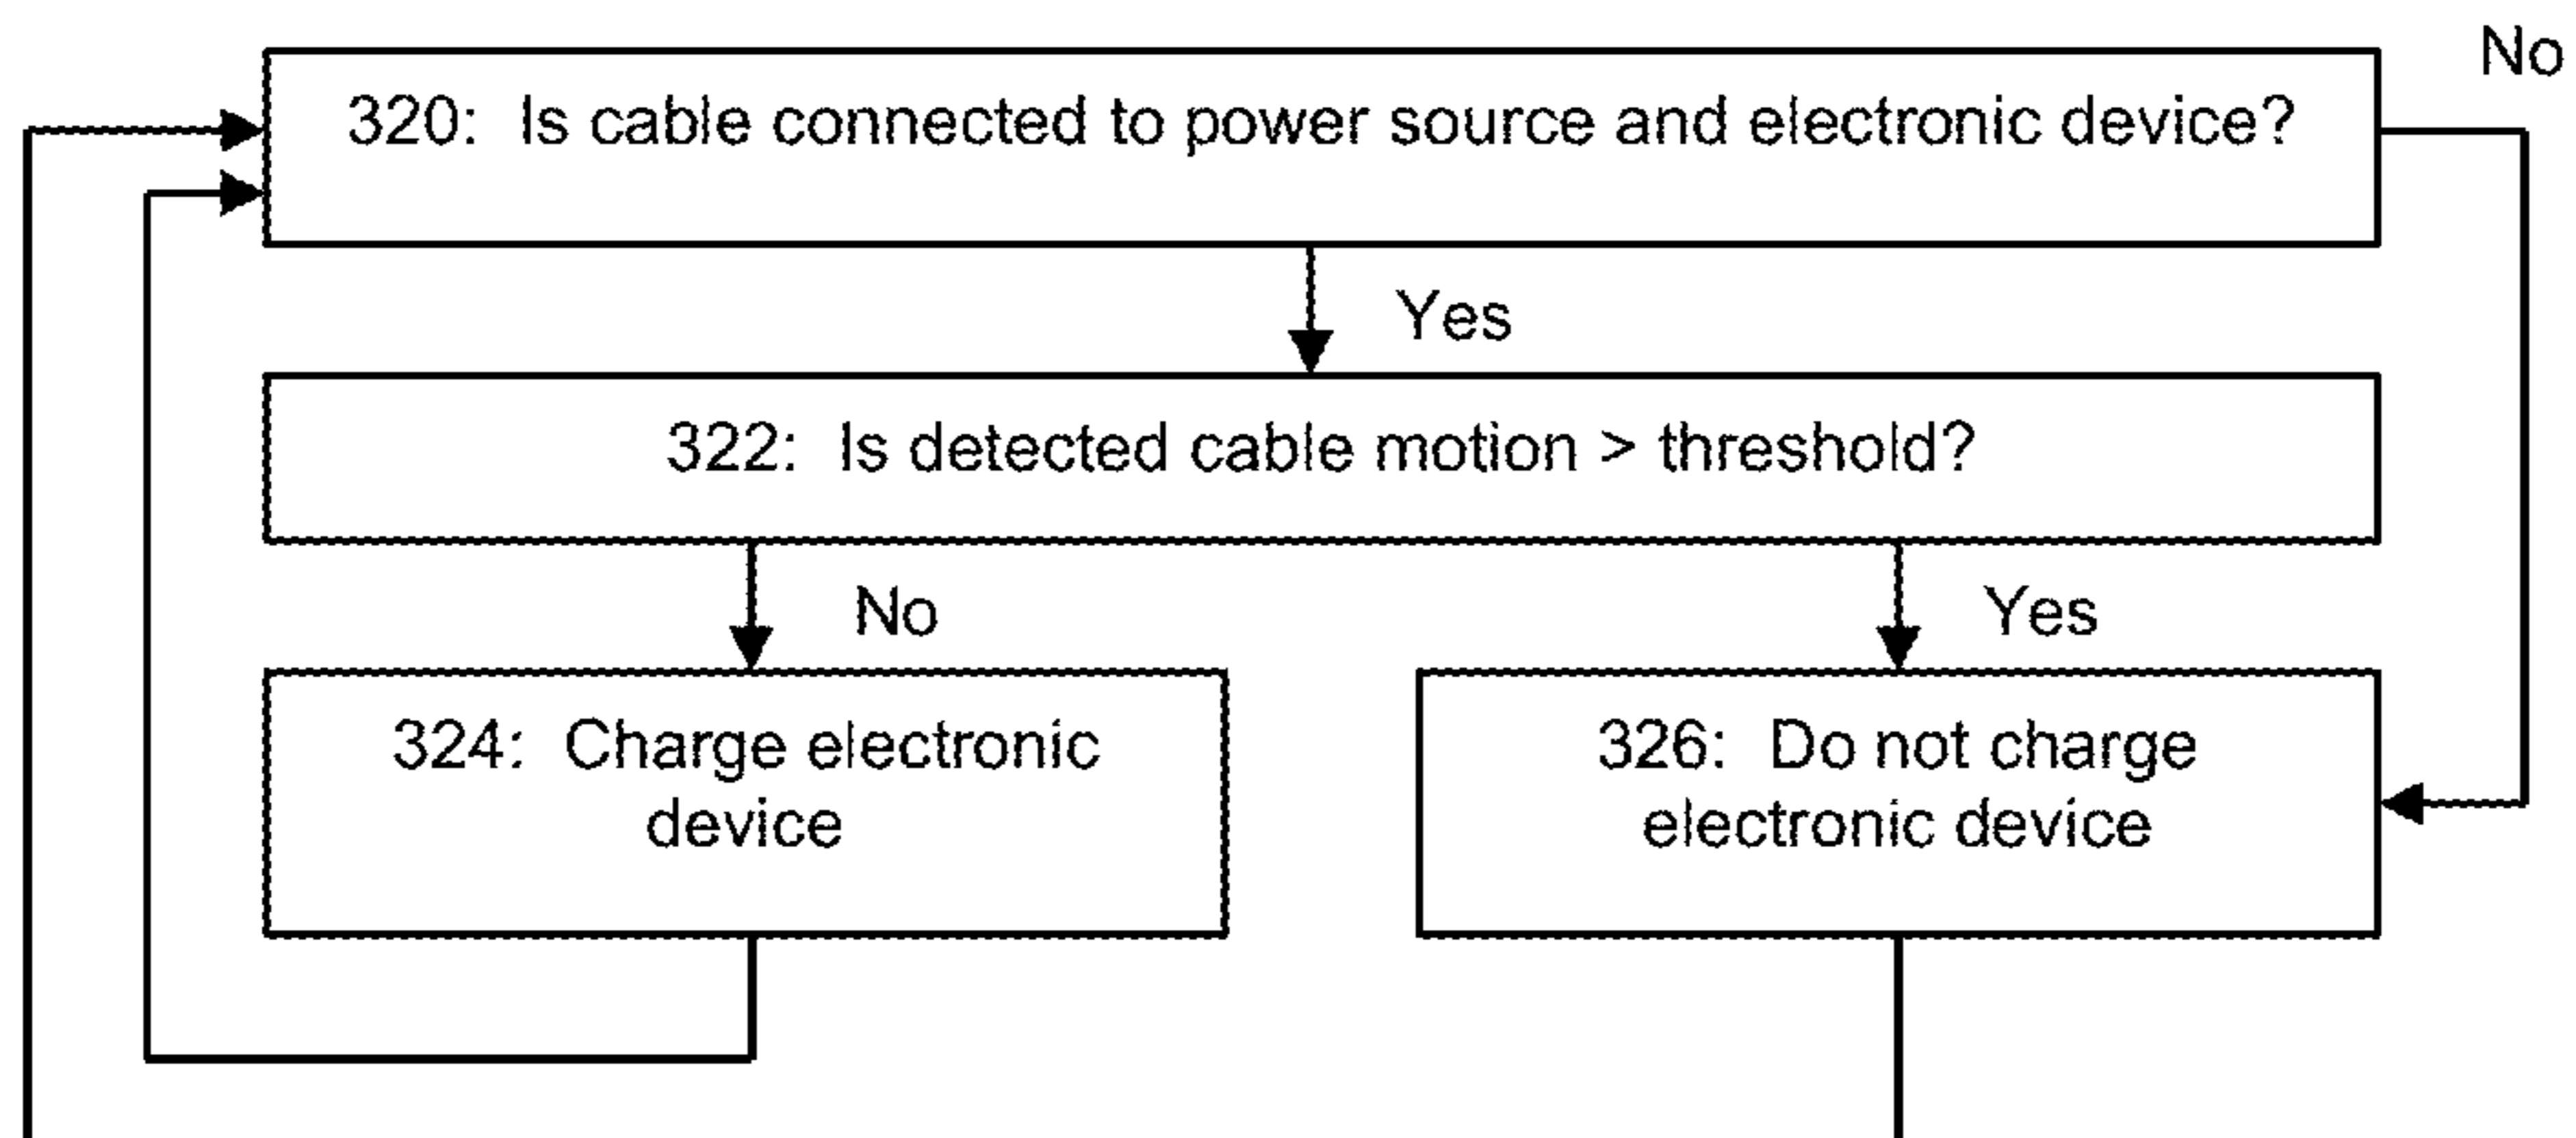 No
320: Is cable connected to power source and electronic device?
Yes
322: Is detected cable motion > threshold?
No
Yes
324: Charge electronic
device
326: Do not charge
electronic device